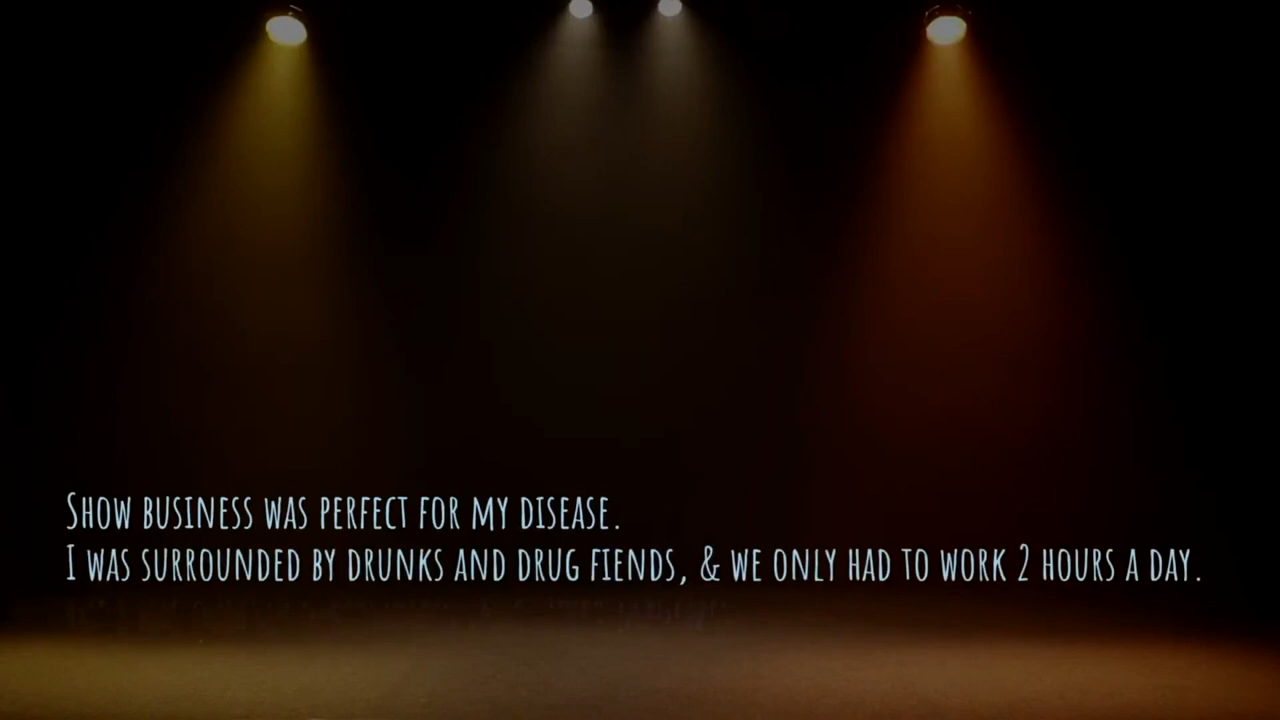 Show business was perfect for my disease.
I was surrounded by drunks and drug fiends, & we only had to work 2 hours a day.